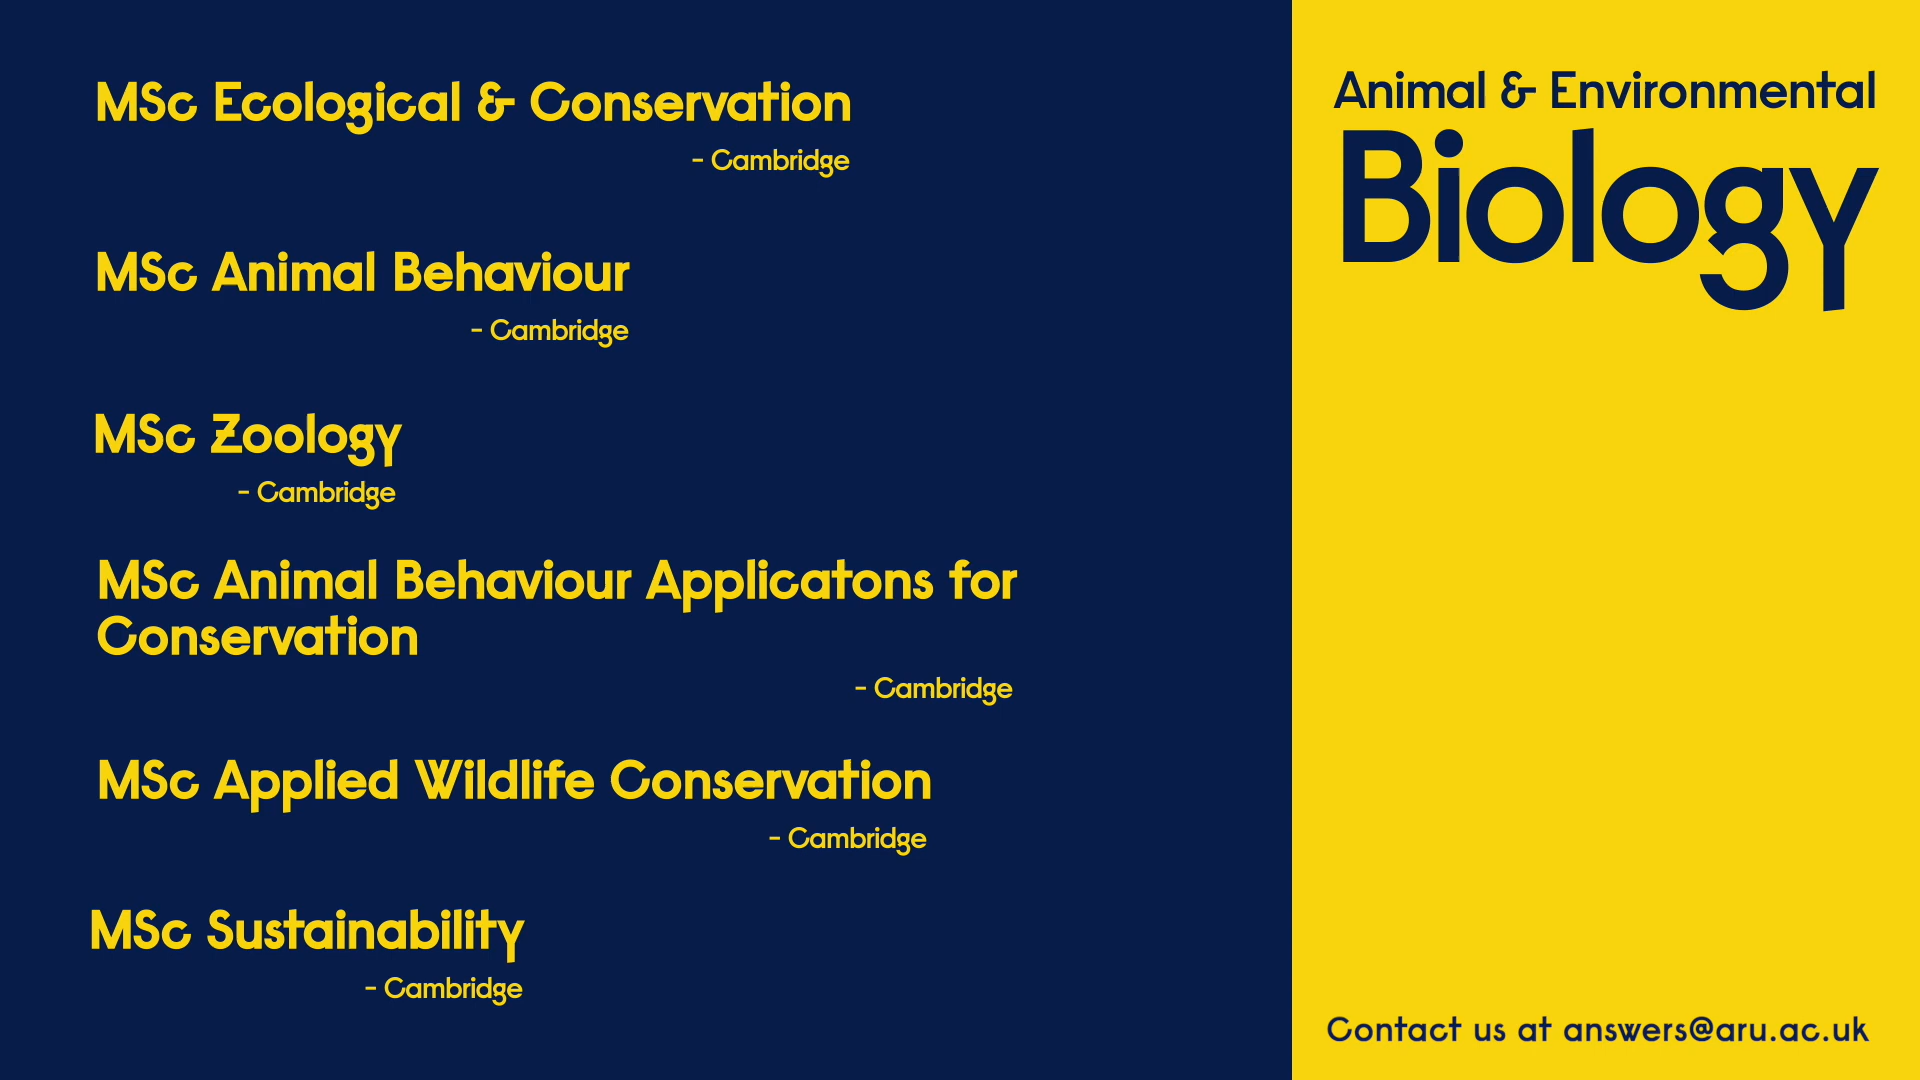 MSc Ecological & Conservation
- Cambridge
MSc Animal Behaviour
- Cambridge
MSc Zoology
- Cambridge
MSc Animal Behaviour Applicatons for
Conservation
- Cambridge
MSc Applied Wildlife Conservation
- Cambridge
MSc Sustainability
- Cambridge
Animal & Environmental
Biology
Contact us at answers@aru.ac.uk